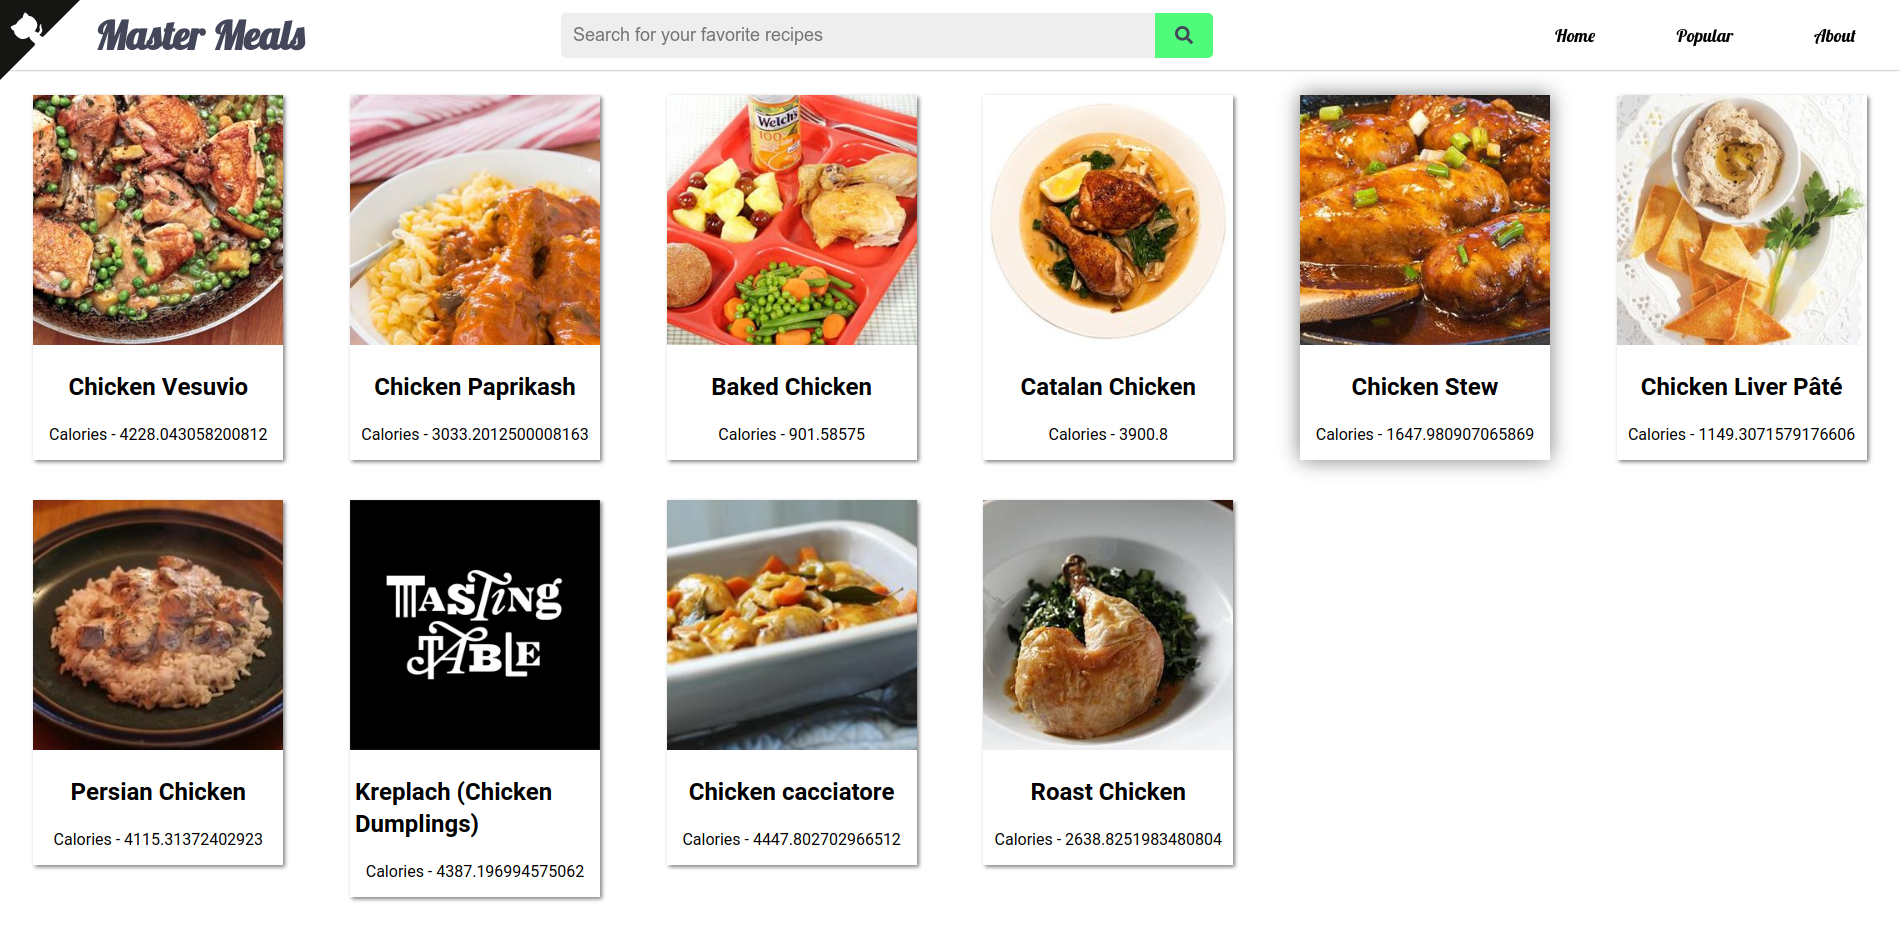 Master Meals
Search for your favorite recipes
Home
Popular
About
Welch's
100
Chicken Vesuvio
Calories - 4228.043058200812
Chicken Paprikash
Calories - 3033.2012500008163
Baked Chicken
Calories - 901.58575
Catalan Chicken
Calories - 3900.8
Chicken Stew
Calories - 1647.980907065869
Chicken Liver Pâté
Calories - 1149.3071579176606
TASTING
TABLE
Persian Chicken
Calories - 4115.31372402923
Kreplach (Chicken
Dumplings)
Calories - 4387.196994575062
Chicken cacciatore
Calories - 4447.802702966512
Roast Chicken
Calories - 2638.8251983480804